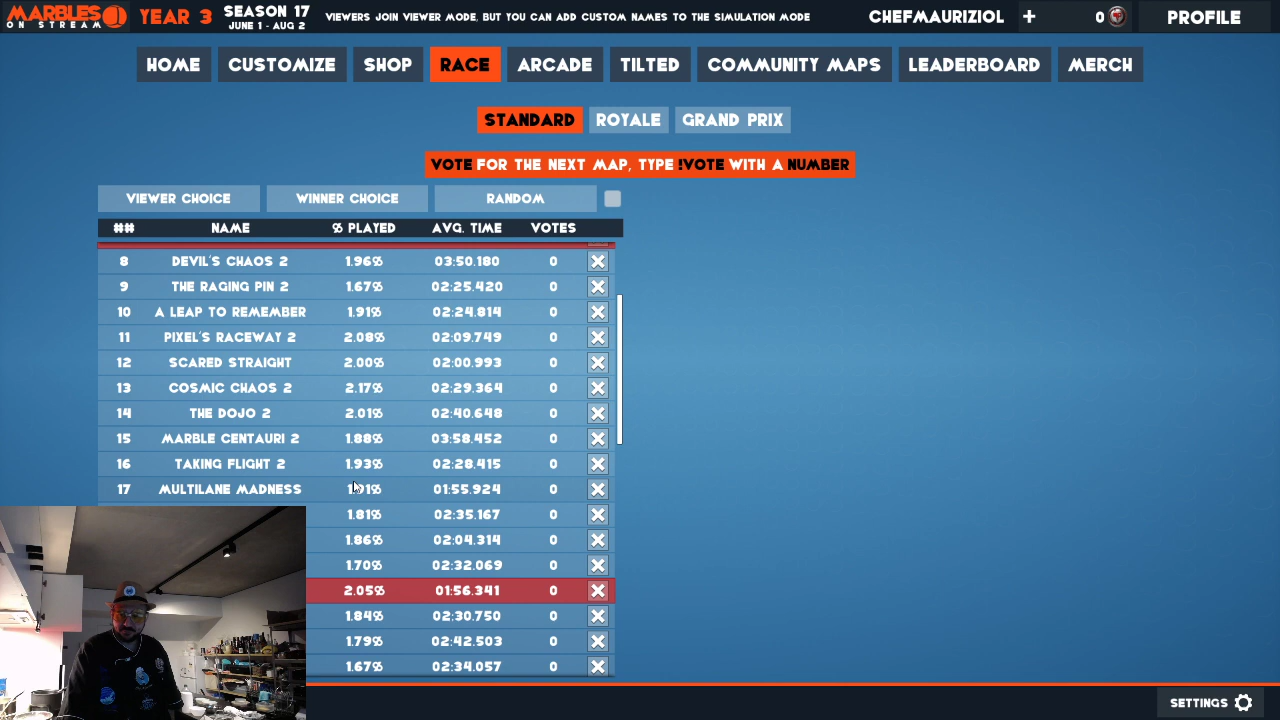 MARBLES
ON STREAM
YEAR 3
SEASON 17
JUNE 1 - AUG 2
VIEWERS JOIN VIEWER MODE, BUT YOU CAN ADD CUSTOM NAMES TO THE SIMULATION MODE
CHEFMAURIZIOL
+
0
PROFILE
HOME CUSTOMIZE SHOP RACE ARCADE TILTED COMMUNITY MAPS LEADERBOARD MERCH
STANDARD ROYALE GRAND PRIX
VOTE FOR THE NEXT MAP, TYPE !VOTE WITH A NUMBER
VIEWER CHOICE WINNER CHOICE RANDOM
## NAME % PLAYED AVG. TIME VOTES
8 DEVIL'S CHAOS 2 1.96% 03:50.180 0
9 THE RAGING PIN 2 1.67% 02:25.420 0
10 A LEAP TO REMEMBER 1.91% 02:24.814 0
11 PIXEL'S RACEWAY 2 2.08% 02:09.749 0
12 SCARED STRAIGHT 2.00% 02:00.993 0
13 COSMIC CHAOS 2 2.17% 02:29.364 0
14 THE DOJO 2 2.01% 02:40.648 0
15 MARBLE CENTAURI 2 1.88% 03:58.452 0
16 TAKING FLIGHT 2 1.93% 02:28.415 0
17 MULTILANE MADNESS 01:55.924 0
1.81% 02:35.167 0
1.86% 02:04.314 0
1.70% 02:32.069 0
2.05% 01:56.341 0
1.84% 02:30.750 0
1.79% 02:42.503 0
1.67% 02:34.057 0
SETTINGS